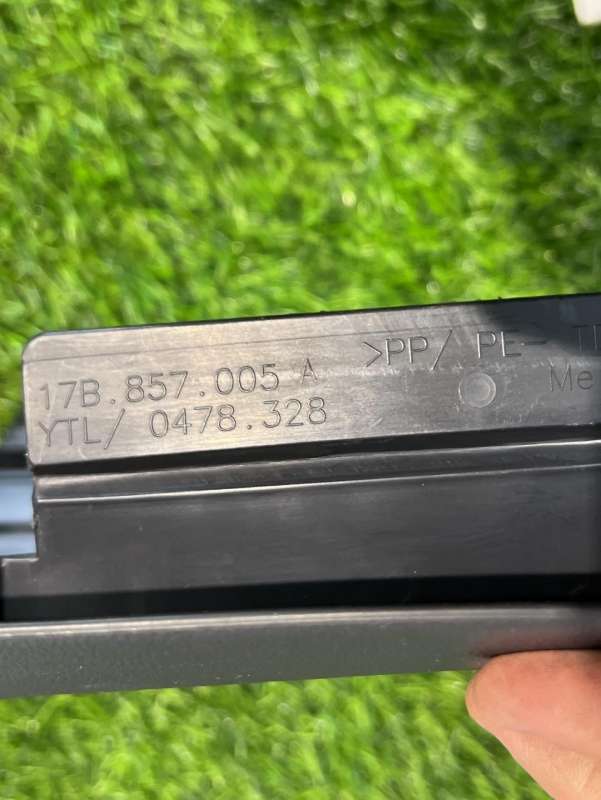 17B.857.005 A >PP/ PE- T
YTL/ 0478.328 Me